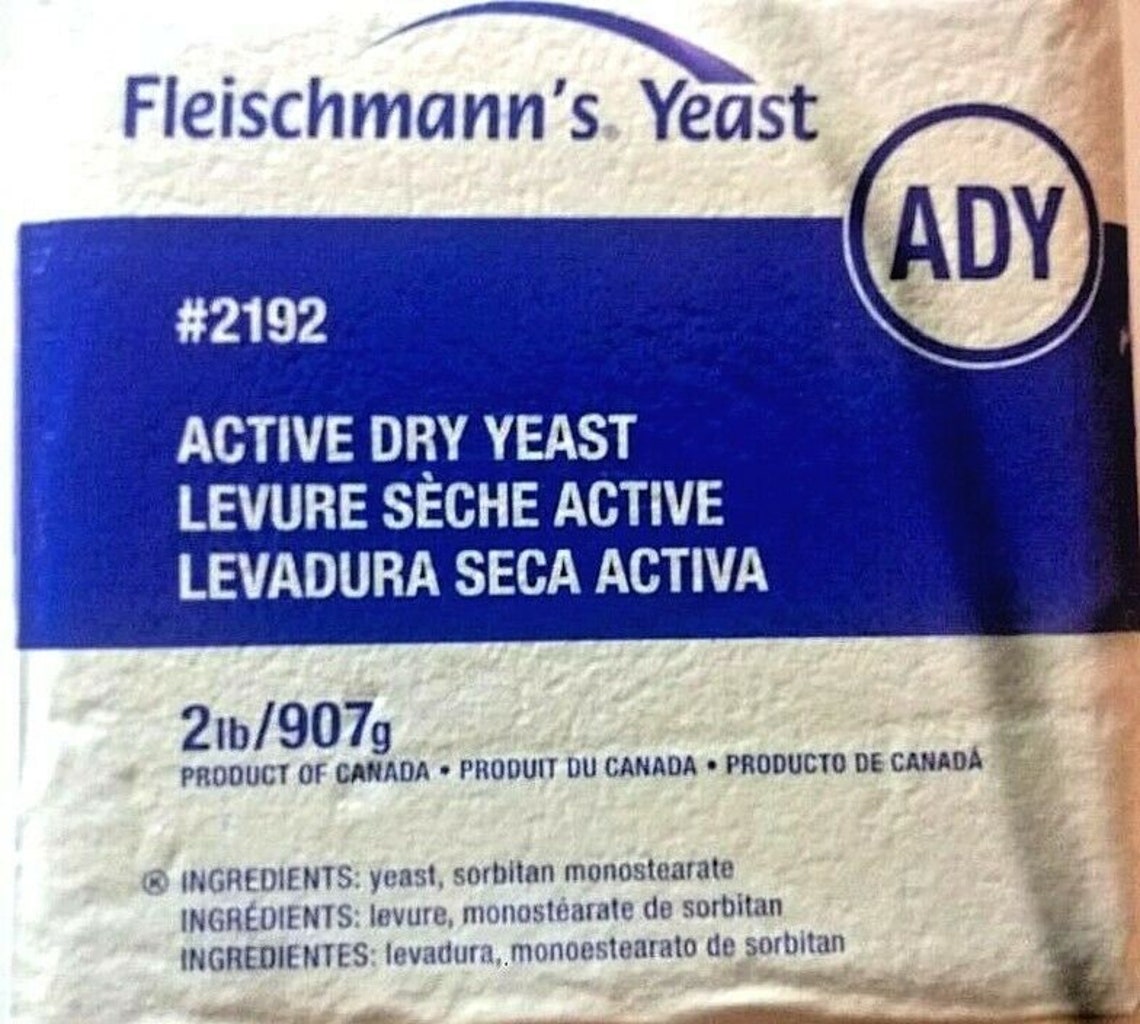 Fleischmann's Yeast
ADY
#2192
ACTIVE DRY YEAST
LEVURE SÈCHE ACTIVE
LEVADURA SECA ACTIVA
2lb/907g
PRODUCT OF CANADA • PRODUIT DU CANADA • PRODUCTO DE CANADÁ
INGREDIENTS: yeast, sorbitan monostearate
INGRÉDIENTS: levure, monostéarate de sorbitan
INGREDIENTES: levadura, monoestearato de sorbitan